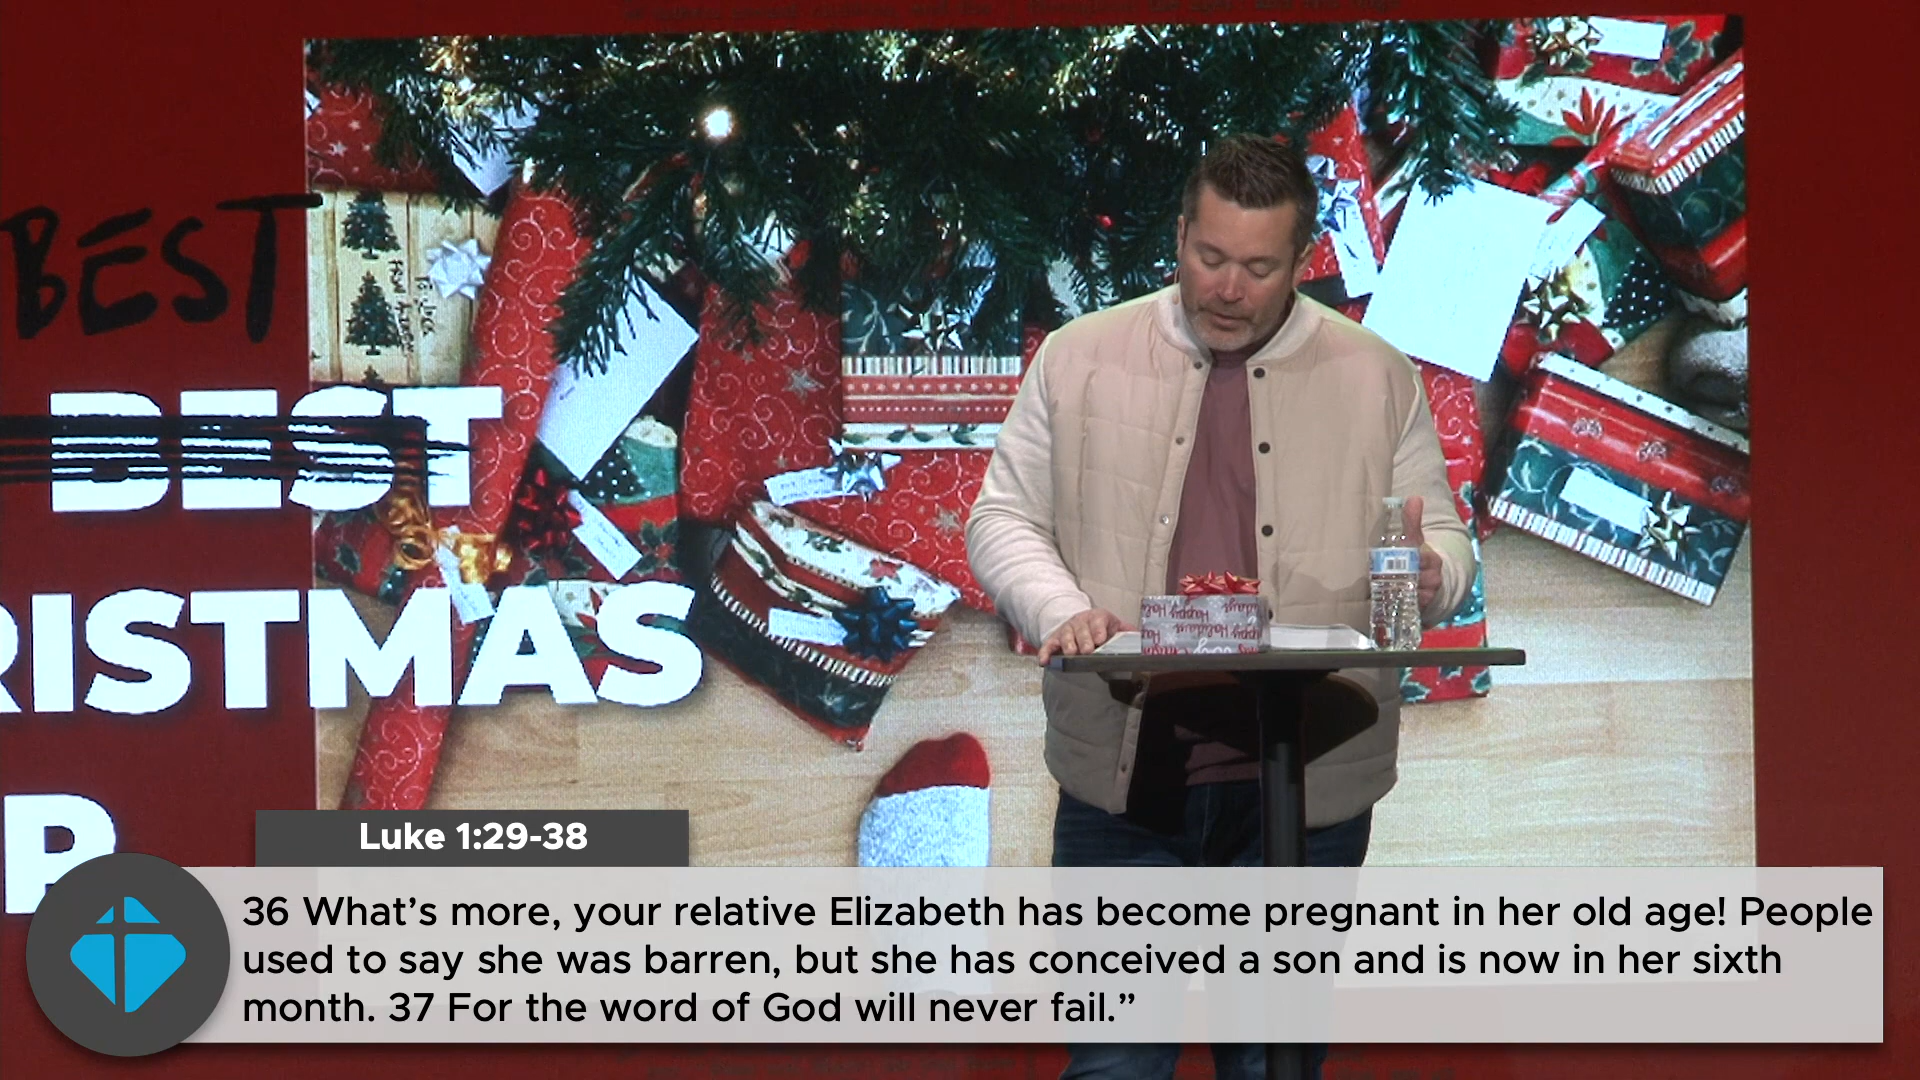 BEST
BEST
RISTMAS
P
Happy Holidays
Luke 1:29-38
36 What’s more, your relative Elizabeth has become pregnant in her old age! People
used to say she was barren, but she has conceived a son and is now in her sixth
month. 37 For the word of God will never fail.”